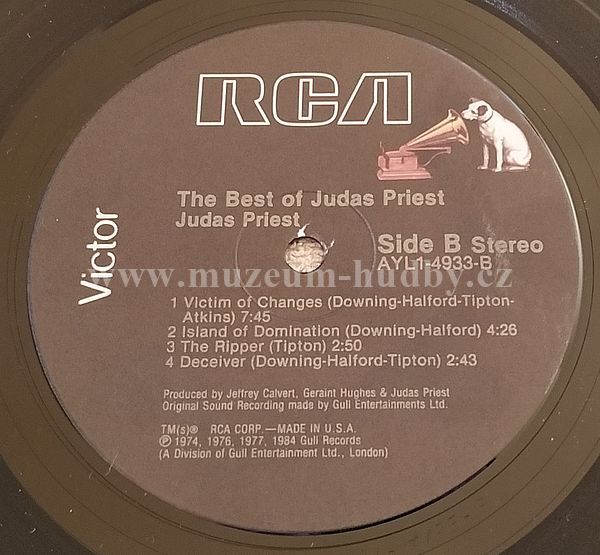 RCA
The Best of Judas Priest
Judas Priest
Victor
Side B Stereo
AYL1-4933-B
www.muzeum-hudby.cz
1 Victim of Changes (Downing-Halford-Tipton-
Atkins) 7:45
2 Island of Domination (Downing-Halford) 4:26
3 The Ripper (Tipton) 2:50
4 Deceiver (Downing-Halford-Tipton) 2:43
Produced by Jeffrey Calvert, Geraint Hughes & Judas Priest
Original Sound Recording made by Gull Entertainments Ltd.
TM(s)® RCA CORP.—MADE IN U.S.A.
℗ 1974, 1976, 1977, 1984 Gull Records
(A Division of Gull Entertainment Ltd., London)